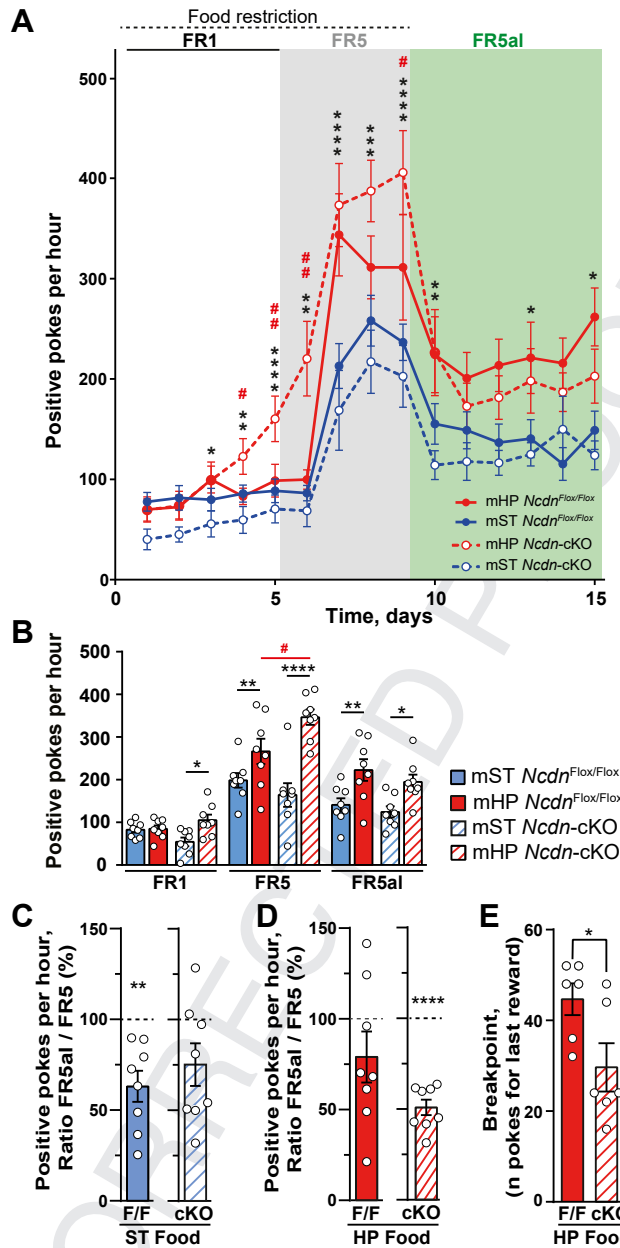 A
Food restriction
FR1 FR5 FR5al
500
400
300
200
100
0
Positive pokes per hour
# # # # # # #
* ** **** ** **** *** **** ** * *
mHP Ncdn^Flox/Flox
mST Ncdn^Flox/Flox
mHP Ncdn-cKO
mST Ncdn-cKO
0 5 10 15
Time, days
B
500
400
300
200
100
0
Positive pokes per hour
#
* ** **** ** *
FR1 FR5 FR5al
mST Ncdn^Flox/Flox
mHP Ncdn^Flox/Flox
mST Ncdn-cKO
mHP Ncdn-cKO
C
Positive pokes per hour,
Ratio FR5al / FR5 (%)
150
100
50
0
**
F/F cKO
ST Food
D
Positive pokes per hour,
Ratio FR5al / FR5 (%)
150
100
50
0
****
F/F cKO
HP Food
E
Breakpoint,
(n pokes for last reward)
60
40
20
0
*
F/F cKO
HP Food